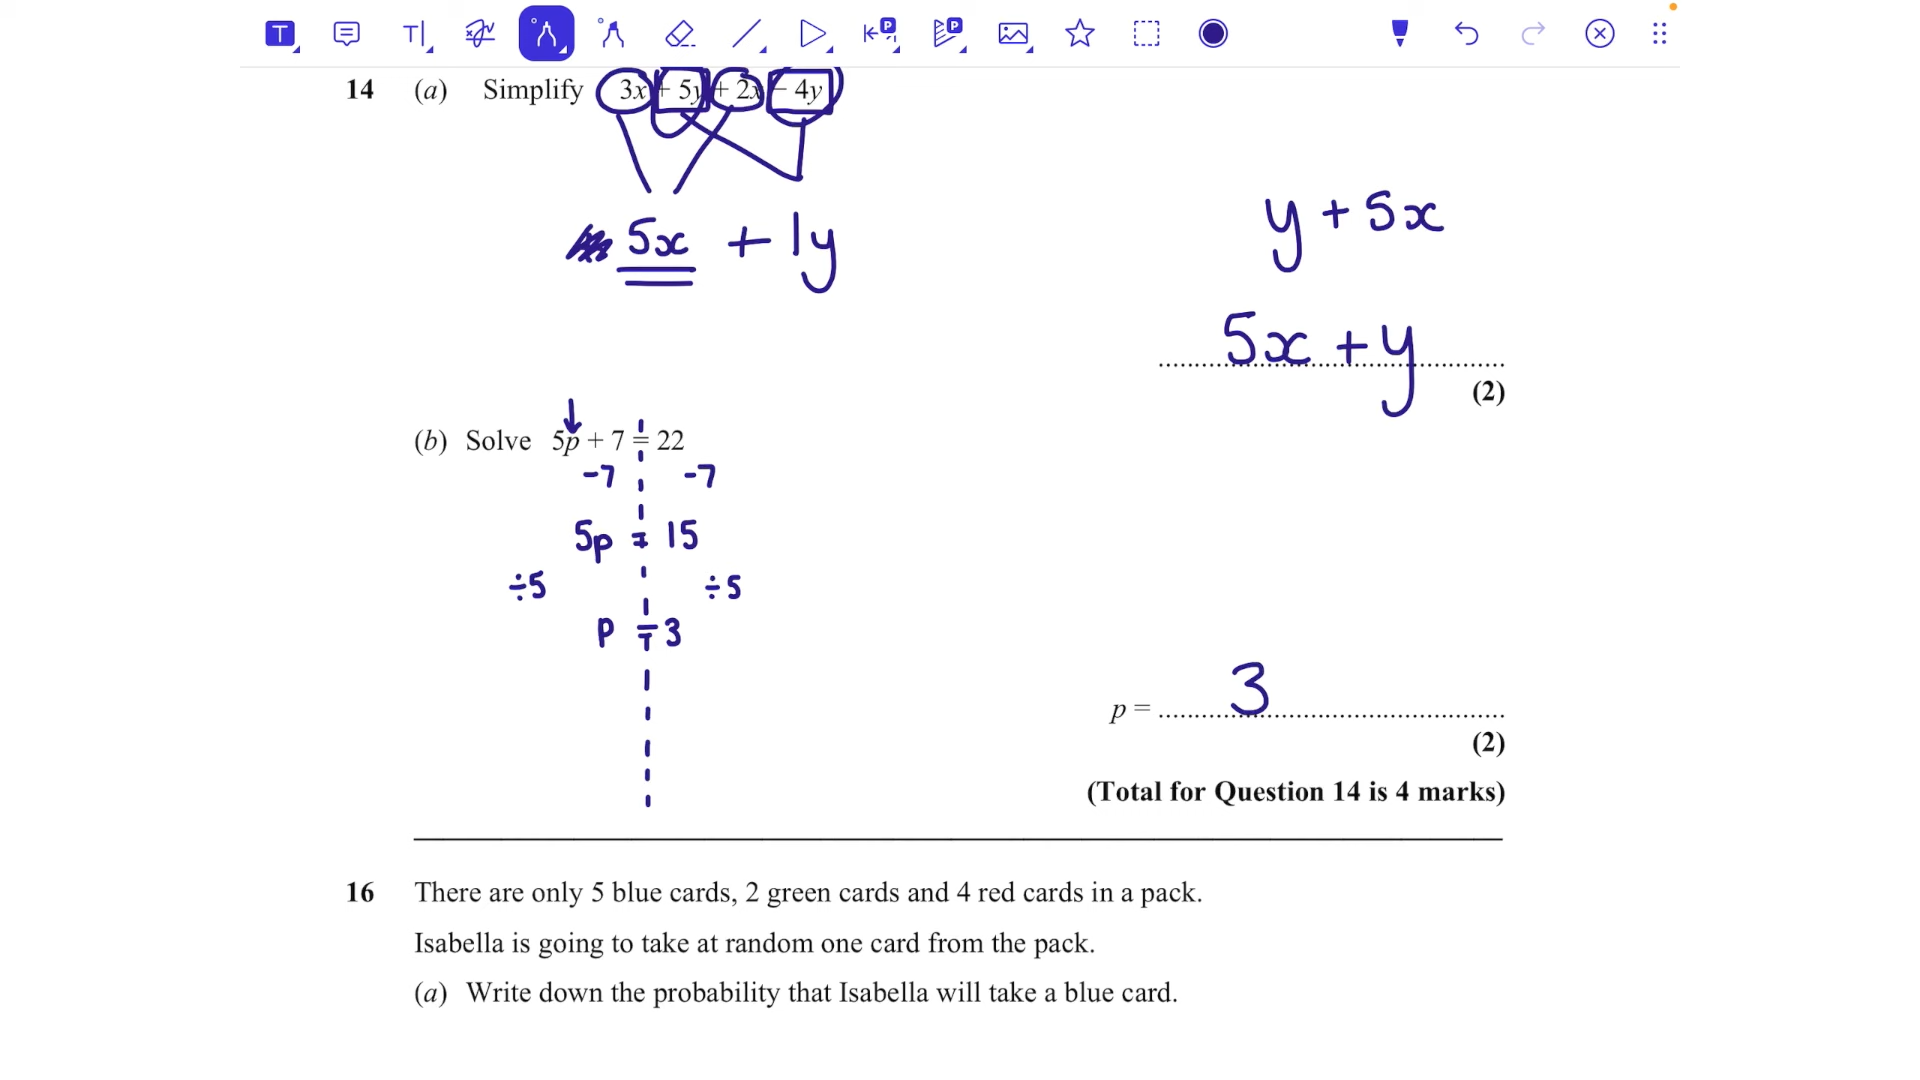 14 (a) Simplify 3x + 5y + 2x − 4y
5x + 1y
y + 5x
5x + y
(2)
(b) Solve 5p + 7 = 22
-7 -7
5p = 15
÷5 ÷5
p = 3
p = 3
(2)
(Total for Question 14 is 4 marks)
16 There are only 5 blue cards, 2 green cards and 4 red cards in a pack.
Isabella is going to take at random one card from the pack.
(a) Write down the probability that Isabella will take a blue card.